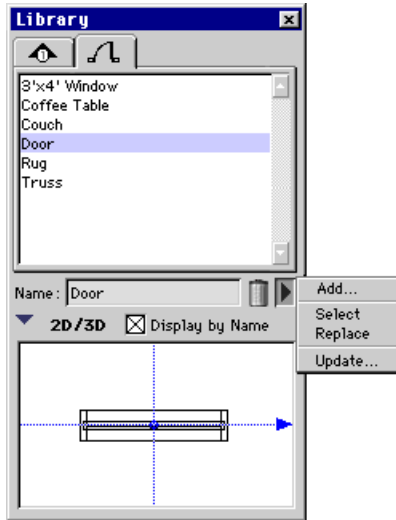 Library
1
3'x4' Window
Coffee Table
Couch
Door
Rug
Truss
Name: Door
Add...
Select
Replace
Update...
2D/3D Display by Name